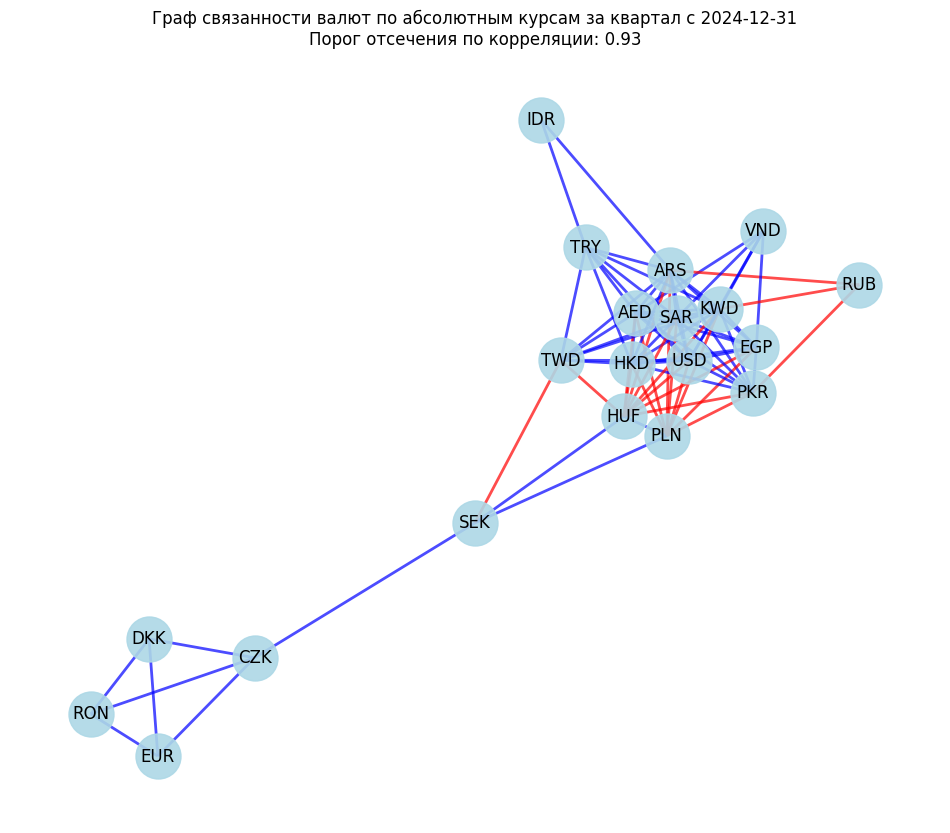 Граф связанности валют по абсолютным курсам за квартал с 2024-12-31
Порог отсечения по корреляции: 0.93
IDR
VND
TRY
ARS
RUB
KWD
AED
SAR
EGP
TWD
HKD
USD
PKR
HUF
PLN
SEK
DKK
CZK
RON
EUR